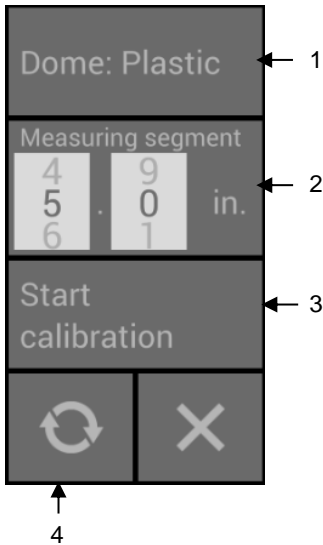 Dome: Plastic
1
Measuring segment
4 9
5 . 0 in.
6 1
2
Start
calibration
3
4